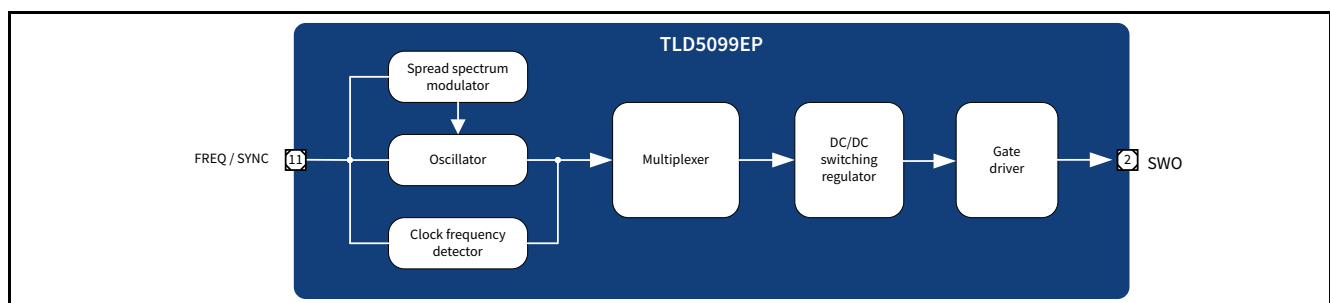 TLD5099EP
Spread spectrum
modulator
FREQ / SYNC
11
Oscillator
Multiplexer
DC/DC
switching
regulator
Gate
driver
2
SWO
Clock frequency
detector